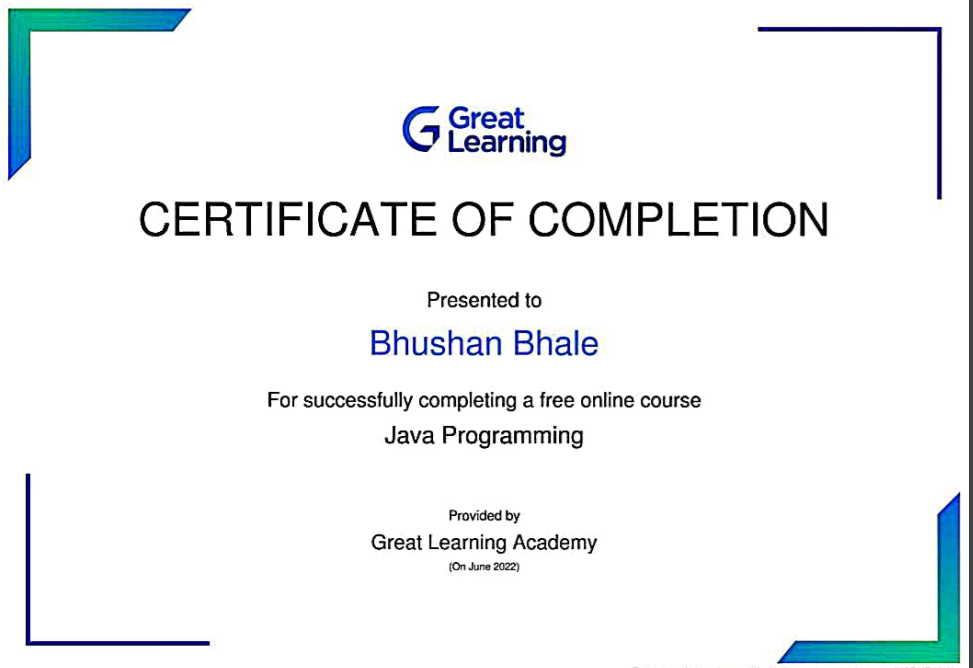 Great
Learning
CERTIFICATE OF COMPLETION
Presented to
Bhushan Bhale
For successfully completing a free online course
Java Programming
Provided by
Great Learning Academy
(On June 2022)